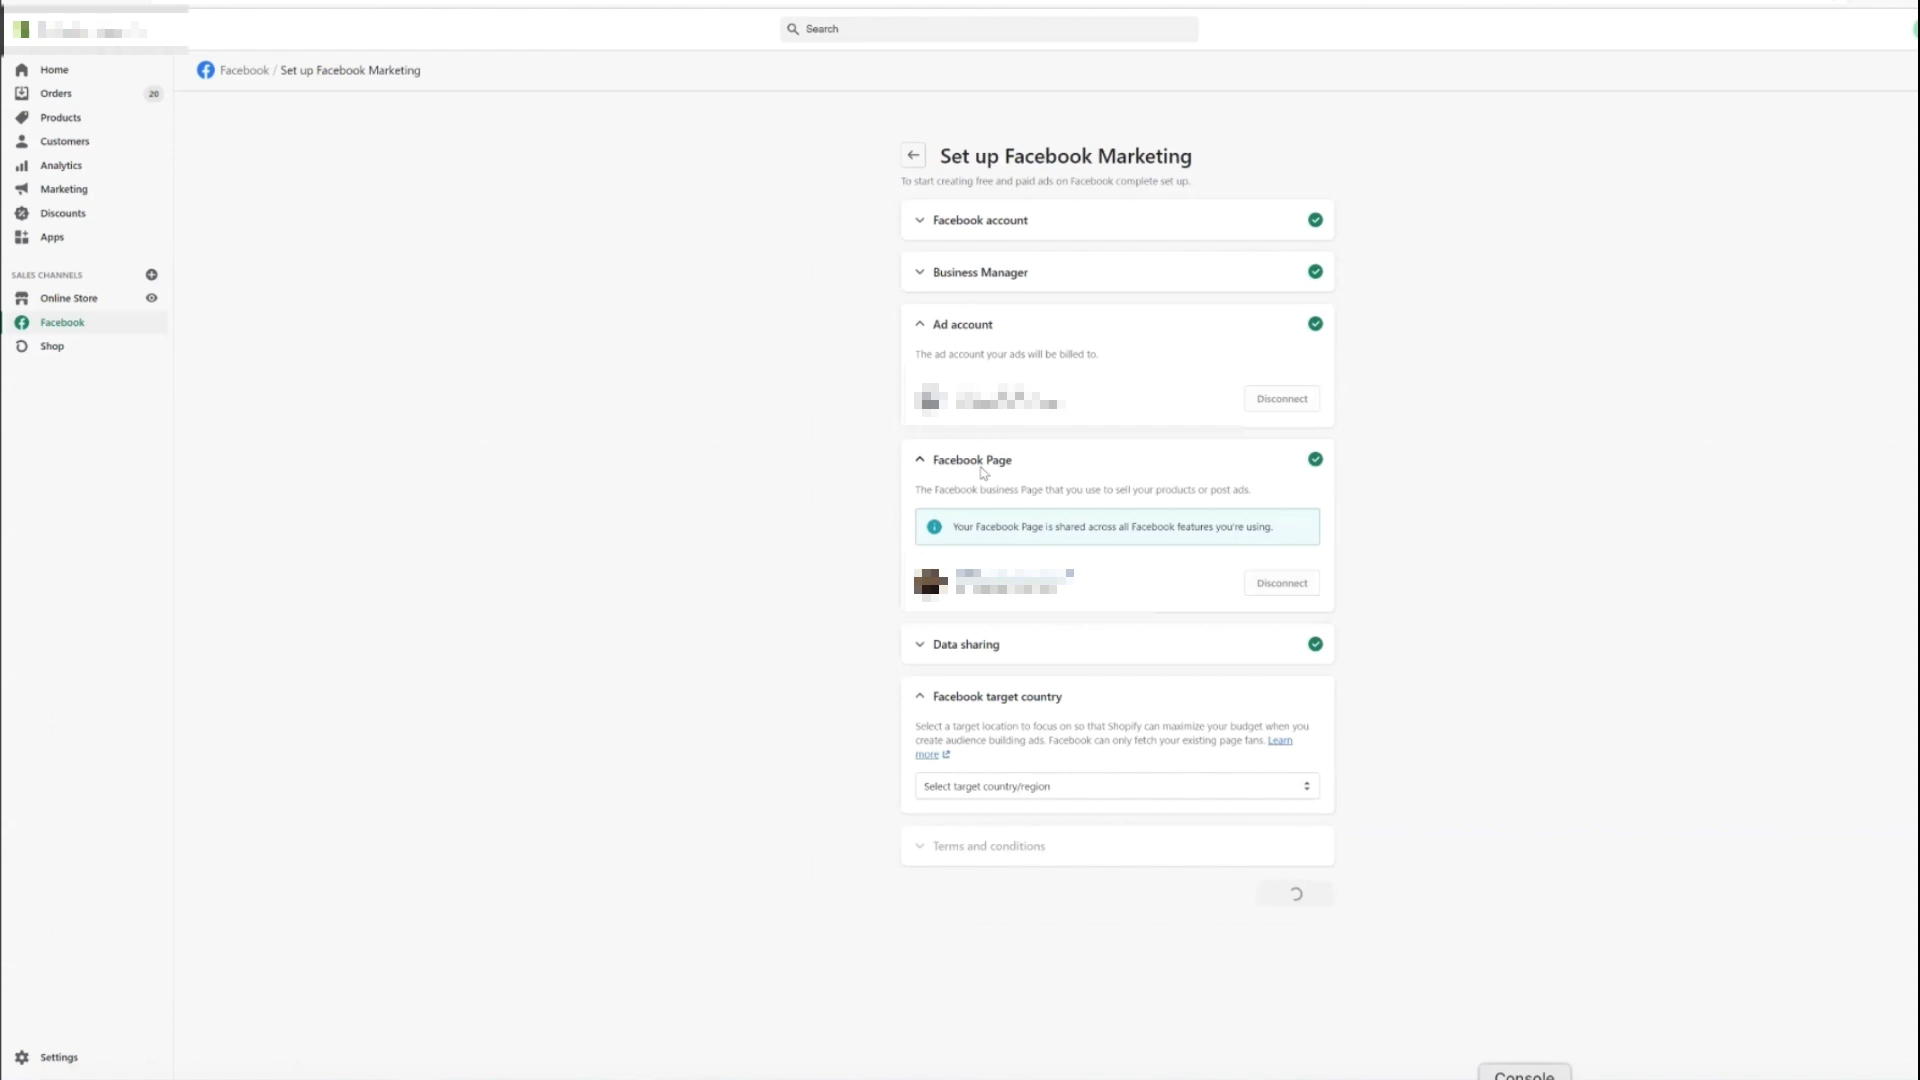 Search
Home
Orders
20
Products
Customers
Analytics
Marketing
Discounts
Apps
SALES CHANNELS
Online Store
Facebook
Shop
Settings
Facebook / Set up Facebook Marketing
Set up Facebook Marketing
To start creating free and paid ads on Facebook complete set up.
Facebook account
Business Manager
Ad account
The ad account your ads will be billed to.
Disconnect
Facebook Page
The Facebook business Page that you use to sell your products or post ads.
Your Facebook Page is shared across all Facebook features you're using.
Disconnect
Data sharing
Facebook target country
Select a target location to focus on so that Shopify can maximize your budget when you
create audience building ads. Facebook can only fetch your existing page fans. Learn
more
Select target country/region
Terms and conditions
Console